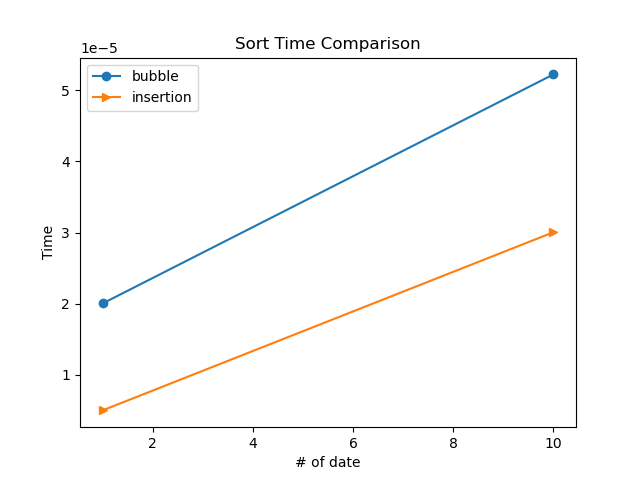 Sort Time Comparison
1e−5
bubble
insertion
5
4
3
2
1
Time
2 4 6 8 10
# of date